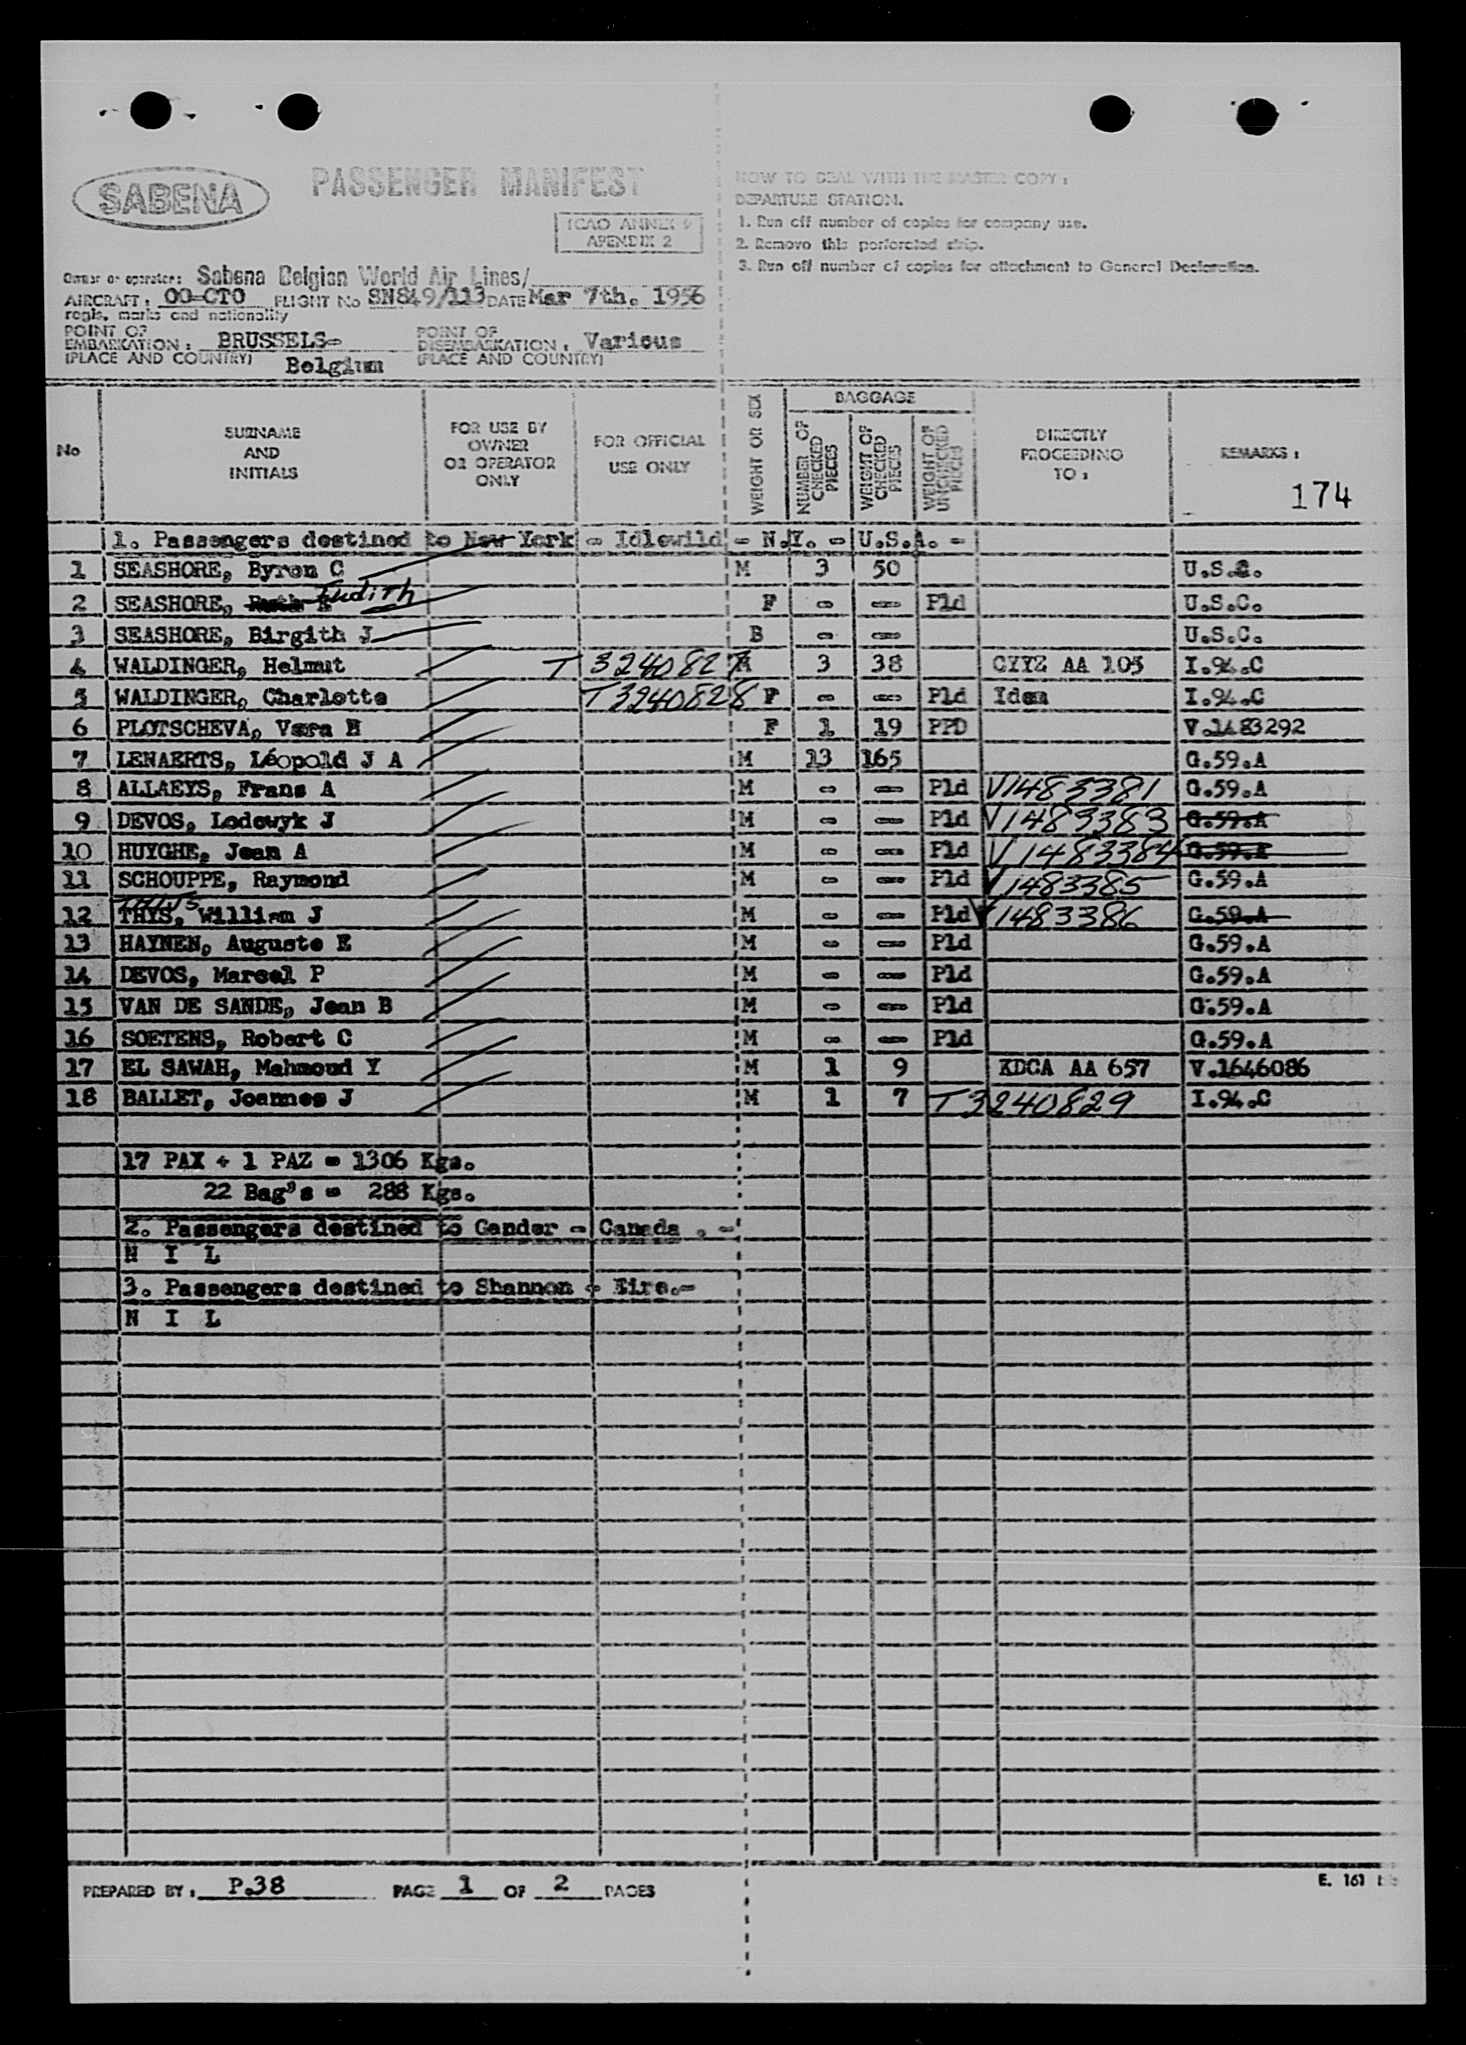 SABENA
PASSENGER MANIFEST
ICAO ANNEX 9
APENDIX 2
HOW TO DEAL WITH THE MASTER COPY :
DEPARTURE STATION.
1. Run off number of copies for company use.
2. Remove this perforated strip.
3. Run off number of copies for attachment to General Declaration.
Owner or operator: Sabena Belgian World Air Lines/
AIRCRAFT : OO-CTO FLIGHT No SN849/113 DATE Mar 7th. 1956
regis. marks and nationality
POINT OF EMBARKATION : BRUSSELS-
(PLACE AND COUNTRY) Belgium
POINT OF DISEMBARKATION : Various
(PLACE AND COUNTRY)
No
SURNAME AND INITIALS
FOR USE BY OWNER OR OPERATOR ONLY
FOR OFFICIAL USE ONLY
WEIGHT OR SEX
BAGGAGE
NUMBER OF CHECKED PIECES
WEIGHT OF CHECKED PIECES
WEIGHT OF UNCHECKED PIECES
DIRECTLY PROCEEDING TO :
REMARKS :
174
1. Passengers destined to New York - Idlewild - N.Y. - U.S.A. -
1 SEASHORE, Byron C M 3 50 U.S.C.
2 SEASHORE, Judith F - - Pld U.S.C.
3 SEASHORE, Birgith J B - - U.S.C.
4 WALDINGER, Helmut T 3240827 M 3 38 CYYZ AA 105 I.94.C
5 WALDINGER, Charlotte T3240828 F - - Pld Idem I.94.C
6 PLOTSCHEVA, Vera H F 1 19 PPD V.1483292
7 LENAERTS, Léopold J A M 13 165 G.59.A
8 ALLAEYS, Frans A M - - Pld V1483381 G.59.A
9 DEVOS, Lodewyk J M - - Pld V1483383 G.59.A
10 HUYGHE, Jean A M - - Pld V1483384 G.59.A
11 SCHOUPPE, Raymond M - - Pld V1483385 G.59.A
12 THYS, William J M - - Pld V1483386 G.59.A
13 HAYNEN, Auguste E M - - Pld G.59.A
14 DEVOS, Marcel P M - - Pld G.59.A
15 VAN DE SANDE, Jean B M - - Pld G.59.A
16 SOETENS, Robert C M - - Pld G.59.A
17 EL SAWAH, Mahmoud Y M 1 9 KDCA AA 657 V.1646086
18 BALLET, Joannes J M 1 7 T3240829 I.94.C
17 PAX + 1 PAZ = 1306 Kgs.
22 Bag's = 288 Kgs.
2. Passengers destined to Gander - Canada . -
N I L
3. Passengers destined to Shannon - Eire.-
N I L
PREPARED BY : P.38 PAGE 1 OF 2 PAGES
E. 161